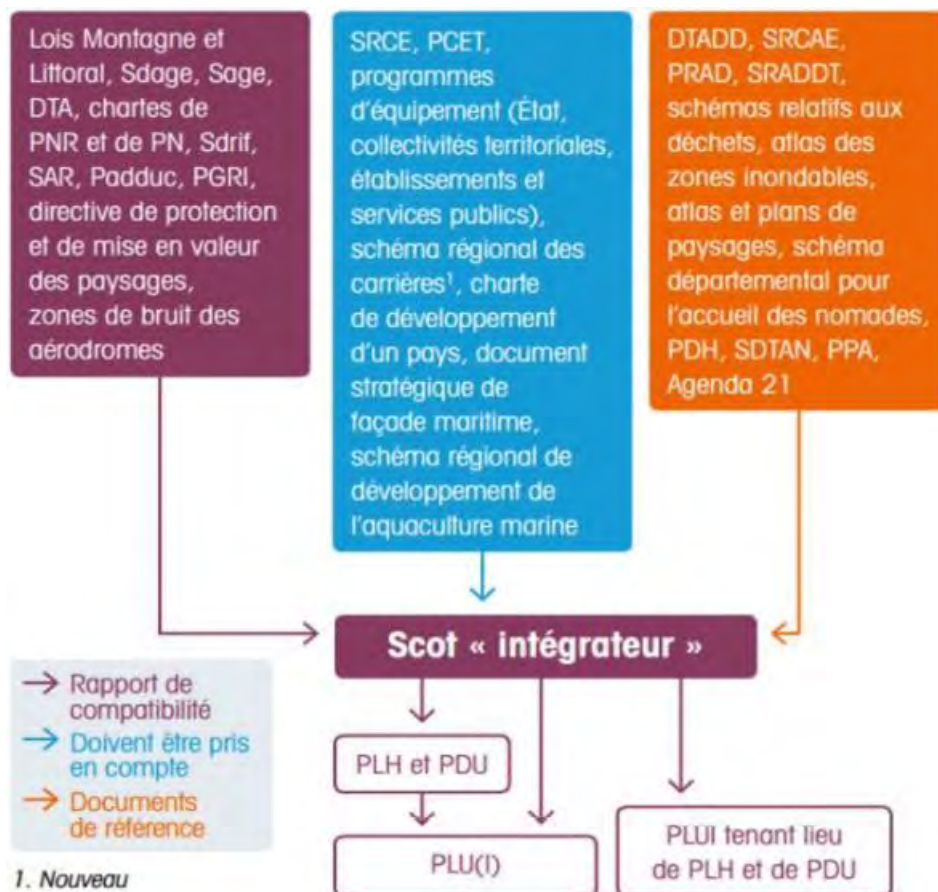 Lois Montagne et
Littoral, Sdage, Sage,
DTA, chartes de
PNR et de PN, Sdrif,
SAR, Padduc, PGRI,
directive de protection
et de mise en valeur
des paysages,
zones de bruit des
aérodromes
SRCE, PCET,
programmes
d'équipement (État,
collectivités territoriales,
établissements et
services publics),
schéma régional des
carrières¹, charte
de développement
d'un pays, document
stratégique de
façade maritime,
schéma régional de
développement de
l'aquaculture marine
DTADD, SRCAE,
PRAD, SRADDT,
schémas relatifs aux
déchets, atlas des
zones inondables,
atlas et plans de
paysages, schéma
départemental pour
l'accueil des nomades,
PDH, SDTAN, PPA,
Agenda 21
Scot « intégrateur »
Rapport de
compatibilité
Doivent être pris
en compte
Documents
de référence
PLH et PDU
PLU(I)
PLUI tenant lieu
de PLH et de PDU
1. Nouveau